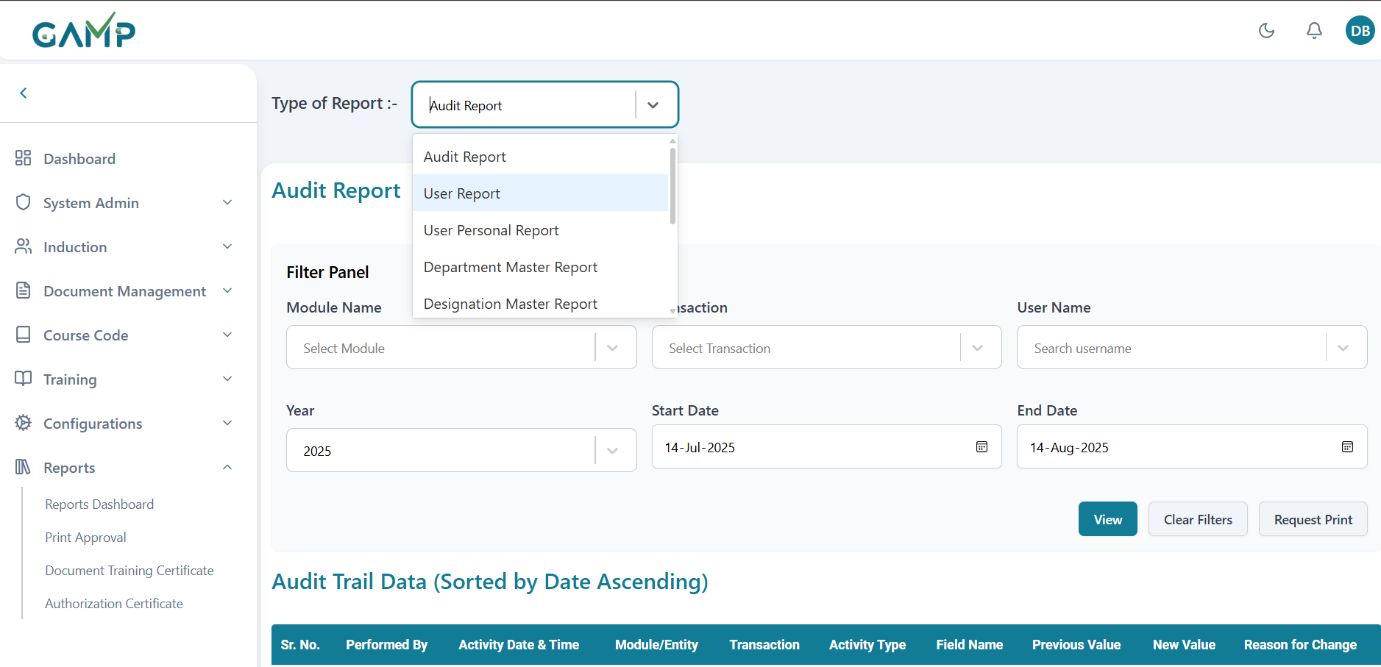 GAMP
DB
Type of Report :-
Audit Report
Audit Report
User Report
User Personal Report
Department Master Report
Designation Master Report
Dashboard
System Admin
Induction
Document Management
Course Code
Training
Configurations
Reports
Reports Dashboard
Print Approval
Document Training Certificate
Authorization Certificate
Audit Report
Filter Panel
Module Name
User Name
Select Module
Select Transaction
Search username
Year
Start Date
End Date
2025
14-Jul-2025
14-Aug-2025
View
Clear Filters
Request Print
Audit Trail Data (Sorted by Date Ascending)
Sr. No. Performed By Activity Date & Time Module/Entity Transaction Activity Type Field Name Previous Value New Value Reason for Change